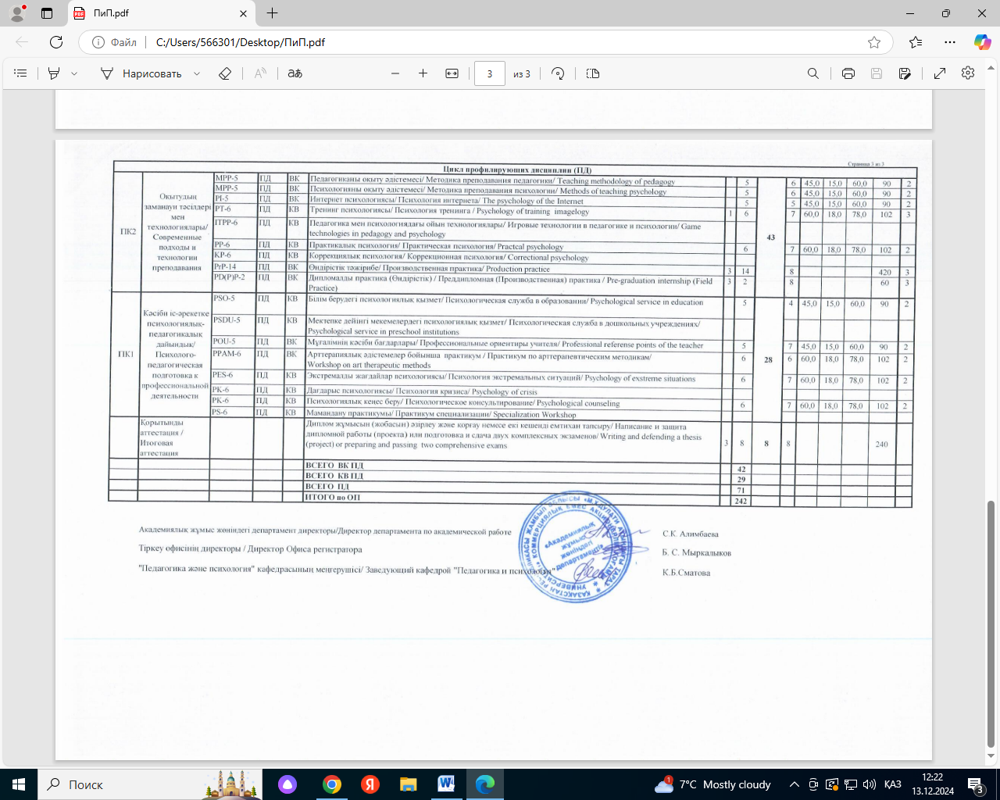 ПиП.pdf
Файл C:/Users/566301/Desktop/ПиП.pdf
Нарисовать 3 из 3
Страница 3 из 3
Цикл профилирующих дисциплин (ПД)
ПК2 Оқытудың заманауи тәсілдері мен технологиялары/ Современные подходы и технологии преподавания 43
MPP-5 ПД ВК Педагогиканы оқыту әдістемесі/ Методика преподавания педагогики/ Teaching methodology of pedagogy 5 6 45,0 15,0 60,0 90 2
MPP-5 ПД ВК Психологияны оқыту әдістемесі/ Методика преподавания психологии/ Methods of teaching psychology 5 6 45,0 15,0 60,0 90 2
PI-5 ПД ВК Интернет психологиясы/ Психология интернета/ The psychology of the Internet 5 5 45,0 15,0 60,0 90 2
PT-6 ПД КВ Тренинг психологиясы/ Психология тренинга / Psychology of training imagelogy 1 6 7 60,0 18,0 78,0 102 3
ITPP-6 ПД КВ Педагогика мен психологиядағы ойын технологиялары/ Игровые технологии в педагогике и психологии/ Game
technologies in pedagogy and psychology
PP-6 ПД КВ Практикалық психология/ Практическая психология/ Practcal psychology 6 7 60,0 18,0 78,0 102 2
KP-6 ПД КВ Коррекциялық психология/ Коррекционная психология/ Correctional psychology
PrP-14 ПД ВК Өндірістік тәжірибе/ Производственная практика/ Production practice 3 14 8 420 3
PD(P)P-2 ПД ВК Дипломалды практика (Өндірістік) / Преддипломная (Производственная) практика / Pre-graduation internship (Field 3 2 8 60 3
Practice)
ПК1 Кәсіби іс-әрекетке психологиялық-педагогикалық дайындық/ Психолого-педагогическая подготовка к профессиональной деятельности 28
PSO-5 ПД КВ Білім берудегі психологиялық қызмет/ Психологическая служба в образовании/ Psychological service in education 5 4 45,0 15,0 60,0 90 2
PSDU-5 ПД КВ Мектепке дейінгі мекемелердегі психологиялық қызмет/ Психологическая служба в дошкольных учреждениях/
Psychological service in preschool institutions
POU-5 ПД ВК Мұғалімнің кәсіби бағдарлары/ Профессиональные ориентиры учителя/ Professional referense points of the teacher 5 7 45,0 15,0 60,0 90 2
PPAM-6 ПД ВК Арттерапиялық әдістемелер бойынша практикум / Практикум по арттерапевтическим методикам/ 6 6 60,0 18,0 78,0 102 2
Workshop on art therapeutic methods
PES-6 ПД КВ Экстремалды жағдайлар психологиясы/ Психология экстремальных ситуаций/ Psychology of exstreme situations 6 7 60,0 18,0 78,0 102 2
PK-6 ПД КВ Дағдарыс психологиясы/ Психология кризиса/ Psychology of crisis
PK-6 ПД КВ Психологиялық кеңес беру/ Психологическое консультирование/ Psychological counseling 6 7 60,0 18,0 78,0 102 2
PS-6 ПД КВ Мамандану практикумы/ Практикум специализации/ Specialization Workshop
Қорытынды аттестация / Итоговая аттестация
Диплом жұмысын (жобасын) әзірлеу және қорғау немесе екі кешенді емтихан тапсыру/ Написание и защита
дипломной работы (проекта) или подготовка и сдача двух комплексных экзаменов/ Writing and defending a thesis
(project) or preparing and passing two comprehensive exams 3 8 8 8 240
ВСЕГО ВК ПД 42
ВСЕГО КВ ПД 29
ВСЕГО ПД 71
ИТОГО по ОП 242
Академиялық жұмыс жөніндегі департамент директоры/Директор департамента по академической работе С.К. Алимбаева
Тіркеу офисінің директоры / Директор Офиса регистратора Б. С. Мыркалыков
"Педагогика және психология" кафедрасының меңгерушісі/ Заведующий кафедрой "Педагогика и психология" К.Б.Сматова
«Академиялық жұмыс жөніндегі департаменті»
Поиск
7°C Mostly cloudy
ҚАЗ
12:22
13.12.2024
3